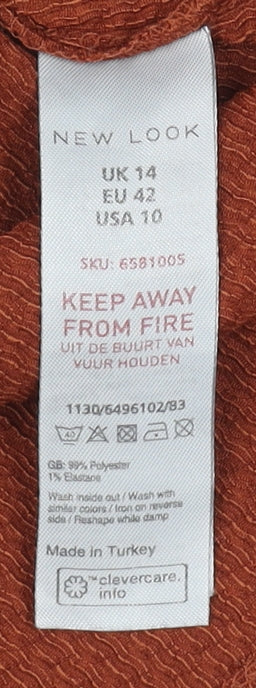 NEW LOOK
UK 14
EU 42
USA 10
SKU: 6581005
KEEP AWAY
FROM FIRE
UIT DE BUURT VAN
VUUR HOUDEN
1130/6496102/83
GB: 99% Polyester
1% Elastane
Wash inside out / Wash with
similar colors / Iron on reverse
side / Reshape while damp
Made in Turkey
™clevercare.
info